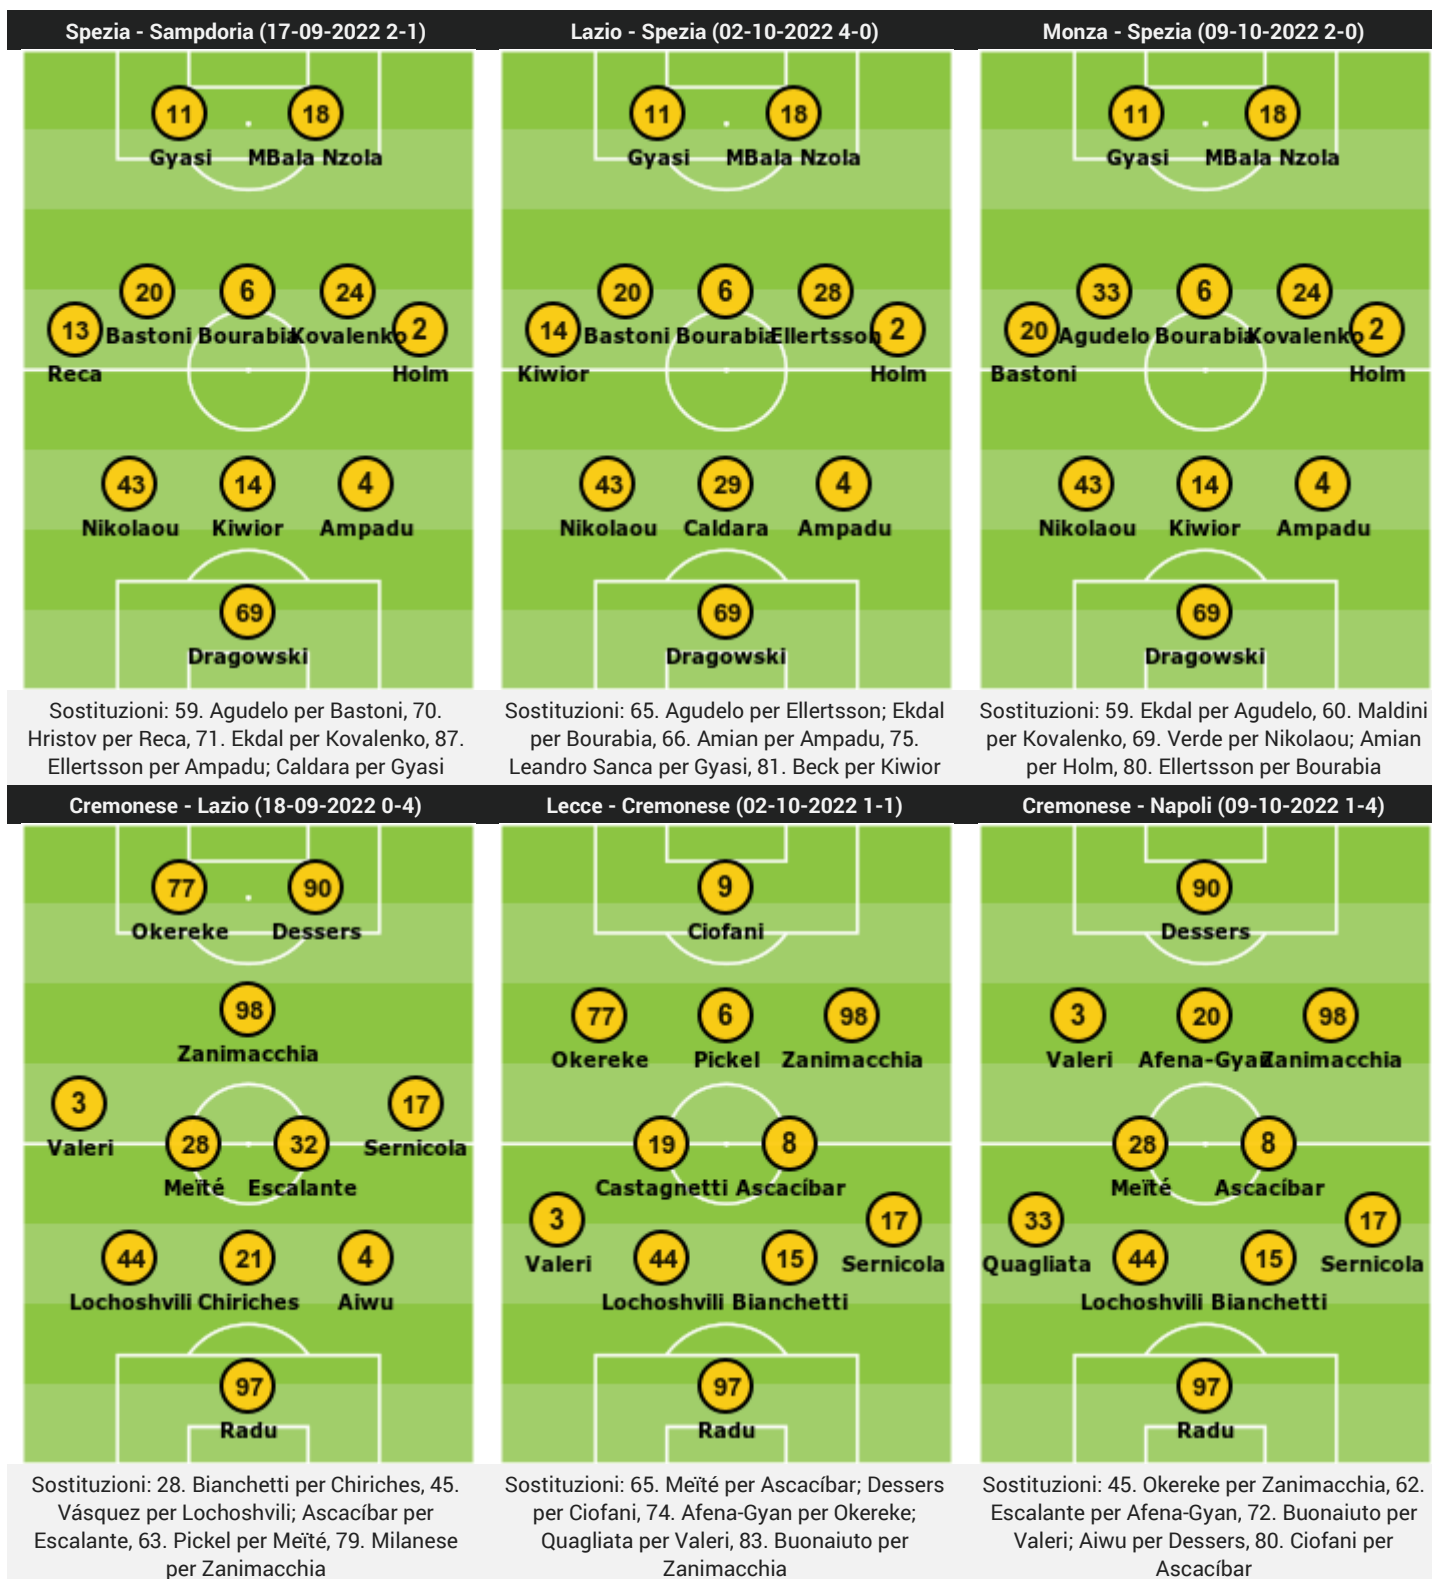 Spezia - Sampdoria (17-09-2022 2-1)
11 18
Gyasi MBala Nzola
20 6 24
13 Bastoni Bourabia Kovalenko 2
Reca Holm
43 14 4
Nikolaou Kiwior Ampadu
69
Dragowski
Sostituzioni: 59. Agudelo per Bastoni, 70.
Hristov per Reca, 71. Ekdal per Kovalenko, 87.
Ellertsson per Ampadu; Caldara per Gyasi
Lazio - Spezia (02-10-2022 4-0)
11 18
Gyasi MBala Nzola
20 6 28
14 Bastoni Bourabia Ellertsson 2
Kiwior Holm
43 29 4
Nikolaou Caldara Ampadu
69
Dragowski
Sostituzioni: 65. Agudelo per Ellertsson; Ekdal
per Bourabia, 66. Amian per Ampadu, 75.
Leandro Sanca per Gyasi, 81. Beck per Kiwior
Monza - Spezia (09-10-2022 2-0)
11 18
Gyasi MBala Nzola
33 6 24
20 Agudelo Bourabia Kovalenko 2
Bastoni Holm
43 14 4
Nikolaou Kiwior Ampadu
69
Dragowski
Sostituzioni: 59. Ekdal per Agudelo, 60. Maldini
per Kovalenko, 69. Verde per Nikolaou; Amian
per Holm, 80. Ellertsson per Bourabia
Cremonese - Lazio (18-09-2022 0-4)
77 90
Okereke Dessers
98
Zanimacchia
3 17
Valeri 28 32 Sernicola
Meïté Escalante
44 21 4
Lochoshvili Chiriches Aiwu
97
Radu
Sostituzioni: 28. Bianchetti per Chiriches, 45.
Vásquez per Lochoshvili; Ascacíbar per
Escalante, 63. Pickel per Meïté, 79. Milanese
per Zanimacchia
Lecce - Cremonese (02-10-2022 1-1)
9
Ciofani
77 6 98
Okereke Pickel Zanimacchia
19 8
Castagnetti Ascacíbar
3 17
Valeri 44 15 Sernicola
Lochoshvili Bianchetti
97
Radu
Sostituzioni: 65. Meïté per Ascacíbar; Dessers
per Ciofani, 74. Afena-Gyan per Okereke;
Quagliata per Valeri, 83. Buonaiuto per
Zanimacchia
Cremonese - Napoli (09-10-2022 1-4)
90
Dessers
3 20 98
Valeri Afena-Gyan Zanimacchia
28 8
Meïté Ascacíbar
33 17
Quagliata 44 15 Sernicola
Lochoshvili Bianchetti
97
Radu
Sostituzioni: 45. Okereke per Zanimacchia, 62.
Escalante per Afena-Gyan, 72. Buonaiuto per
Valeri; Aiwu per Dessers, 80. Ciofani per
Ascacíbar